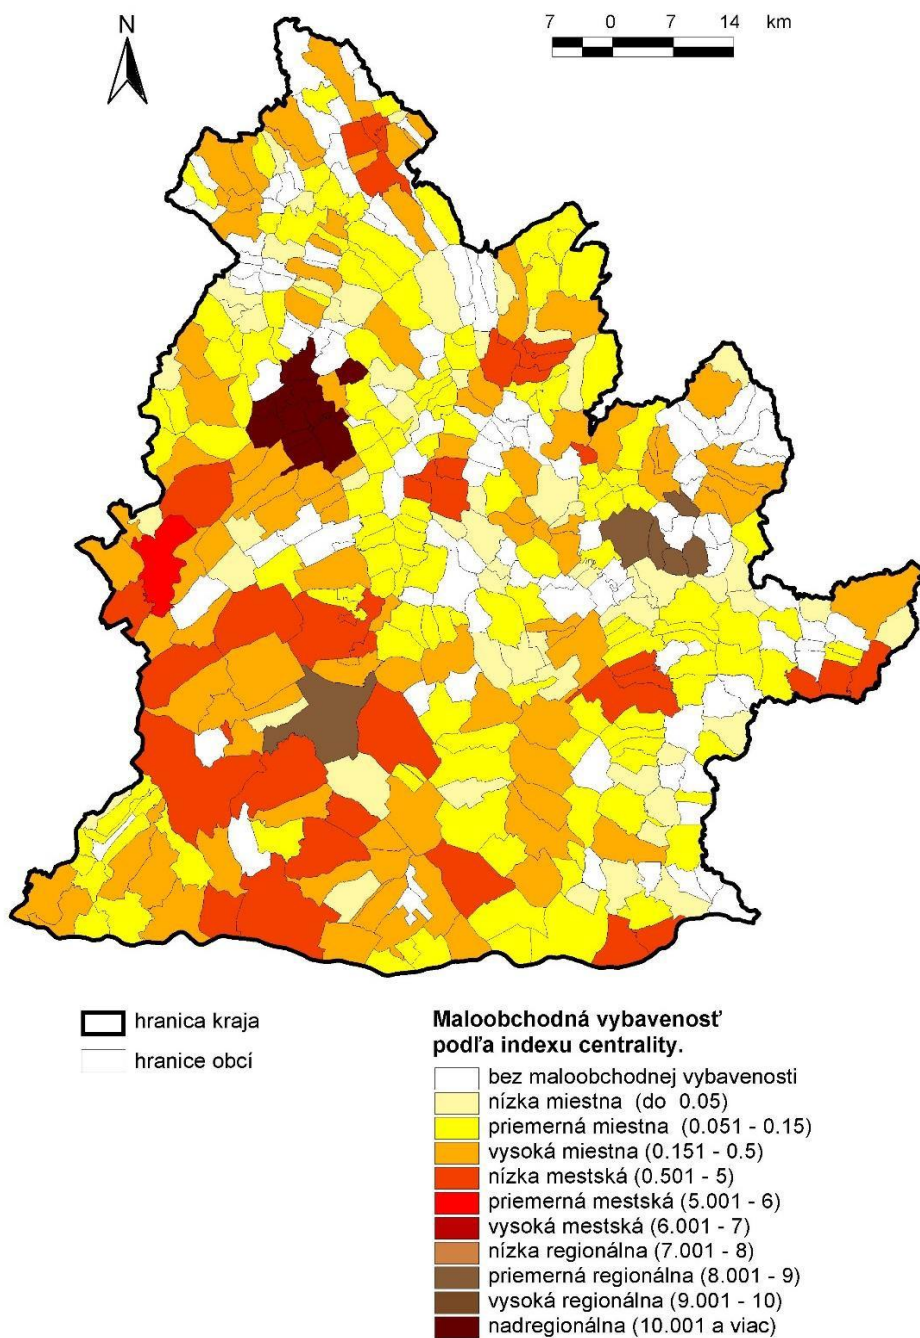 N
7 0 7 14 km
hranica kraja
hranice obcí
Maloobchodná vybavenosť
podľa indexu centrality.
bez maloobchodnej vybavenosti
nízka miestna (do 0.05)
priemerná miestna (0.051 - 0.15)
vysoká miestna (0.151 - 0.5)
nízka mestská (0.501 - 5)
priemerná mestská (5.001 - 6)
vysoká mestská (6.001 - 7)
nízka regionálna (7.001 - 8)
priemerná regionálna (8.001 - 9)
vysoká regionálna (9.001 - 10)
nadregionálna (10.001 a viac)